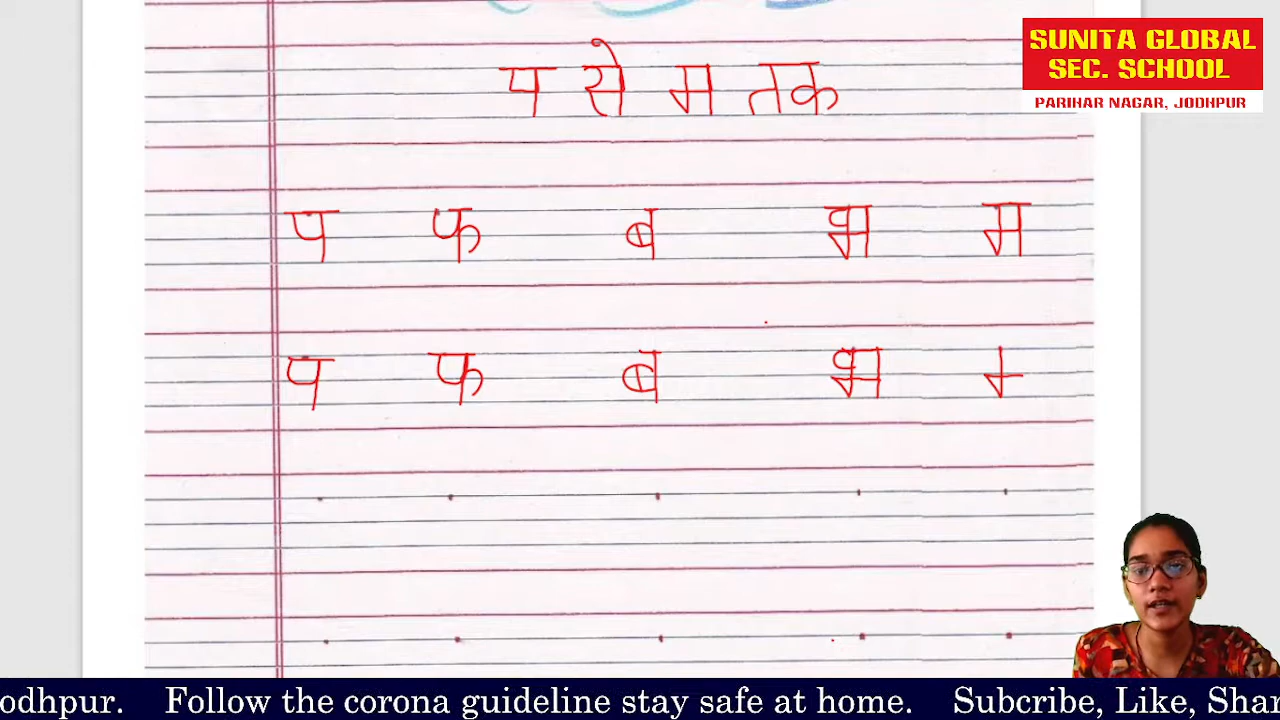 प से म तक
SUNITA GLOBAL
SEC. SCHOOL
PARIHAR NAGAR, JODHPUR
प फ ब भ म
प फ ब भ
odhpur. Follow the corona guideline stay safe at home. Subcribe, Like, Shar